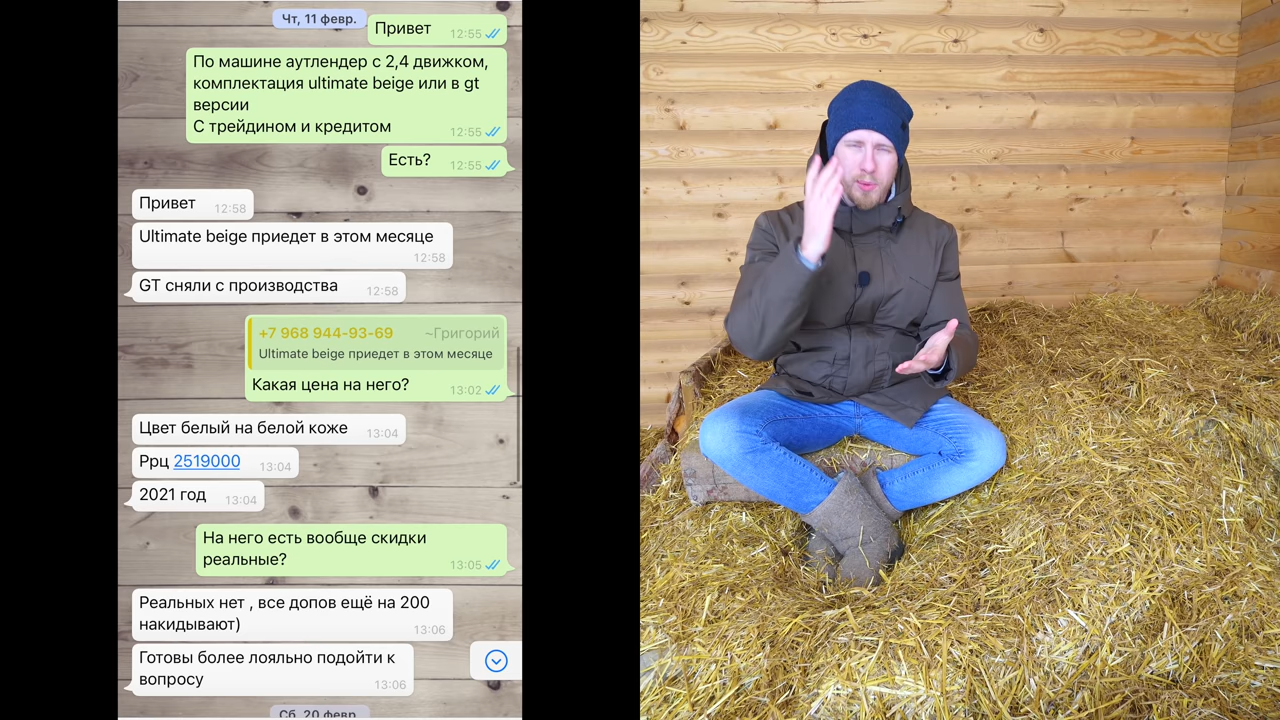 Чт, 11 февр.
Привет
12:55
По машине аутлендер с 2,4 движком,
комплектация ultimate beige или в gt
версии
С трейдином и кредитом
12:55
Есть?
12:55
Привет
12:58
Ultimate beige приедет в этом месяце
12:58
GT сняли с производства
12:58
+7 968 944-93-69 ~Григорий
Ultimate beige приедет в этом месяце
Какая цена на него?
13:02
Цвет белый на белой коже
13:04
Ррц 2519000
13:04
2021 год
13:04
На него есть вообще скидки
реальные?
13:05
Реальных нет , все допов ещё на 200
накидывают)
13:06
Готовы более лояльно подойти к
вопросу
13:06
Сб, 20 февр.